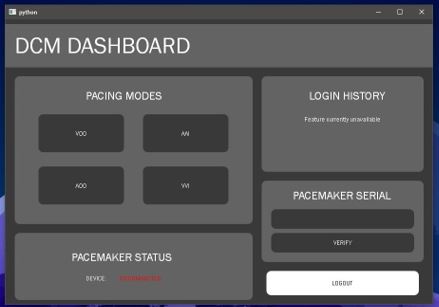 python
DCM DASHBOARD
PACING MODES
VOO
AAI
AOO
VVI
PACEMAKER STATUS
DEVICE:
DISCONNECTED
LOGIN HISTORY
Feature currently unavailable
PACEMAKER SERIAL
VERIFY
LOGOUT